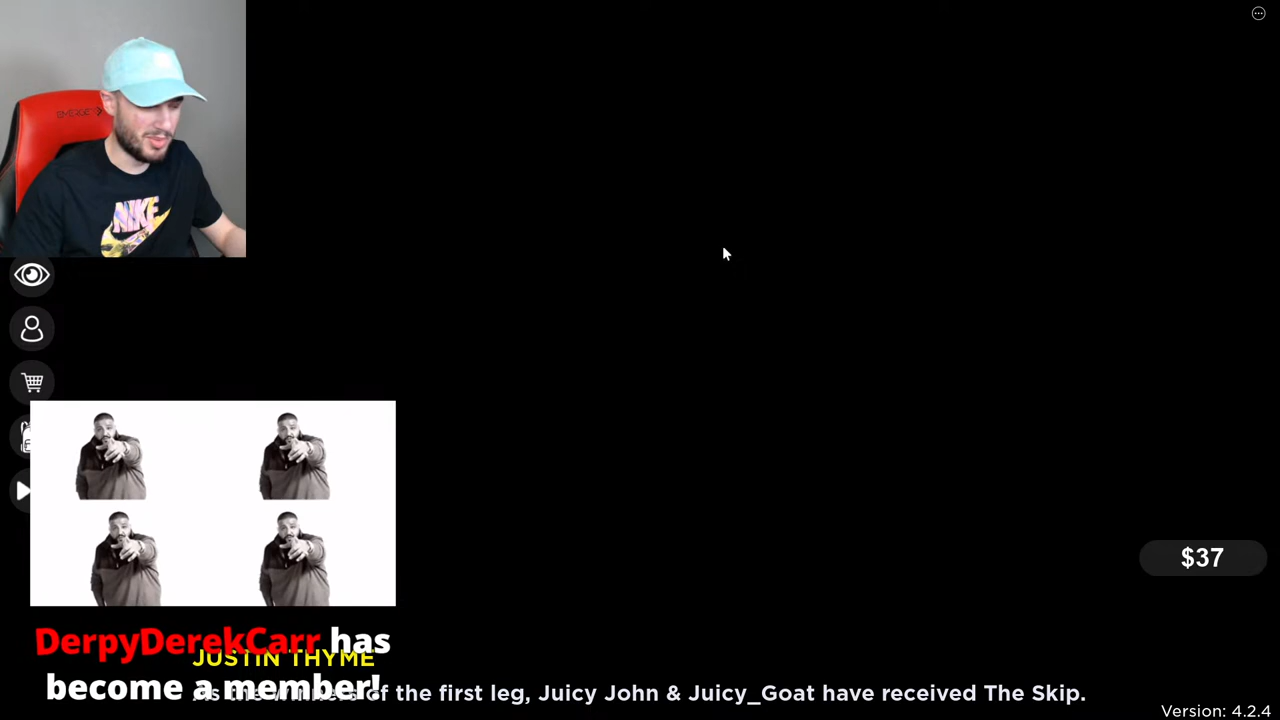 NIKE
$37
DerpyDerekCarr has
become a member!
JUSTIN THYME
of the first leg, Juicy John & Juicy_Goat have received The Skip.
Version: 4.2.4